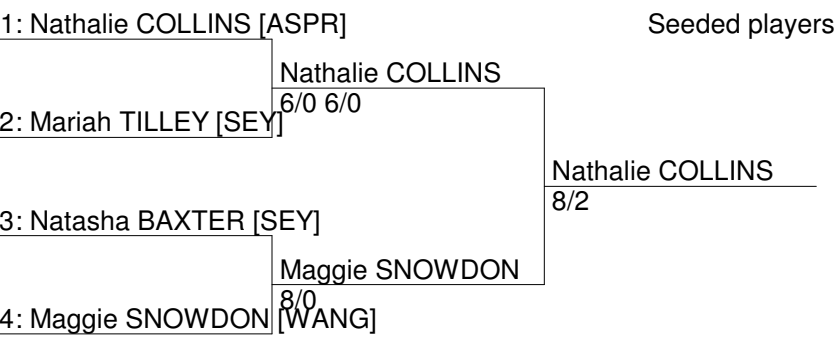 1: Nathalie COLLINS [ASPR]
Seeded players
Nathalie COLLINS
6/0 6/0
2: Mariah TILLEY [SEY]
Nathalie COLLINS
8/2
3: Natasha BAXTER [SEY]
Maggie SNOWDON
8/0
4: Maggie SNOWDON [WANG]